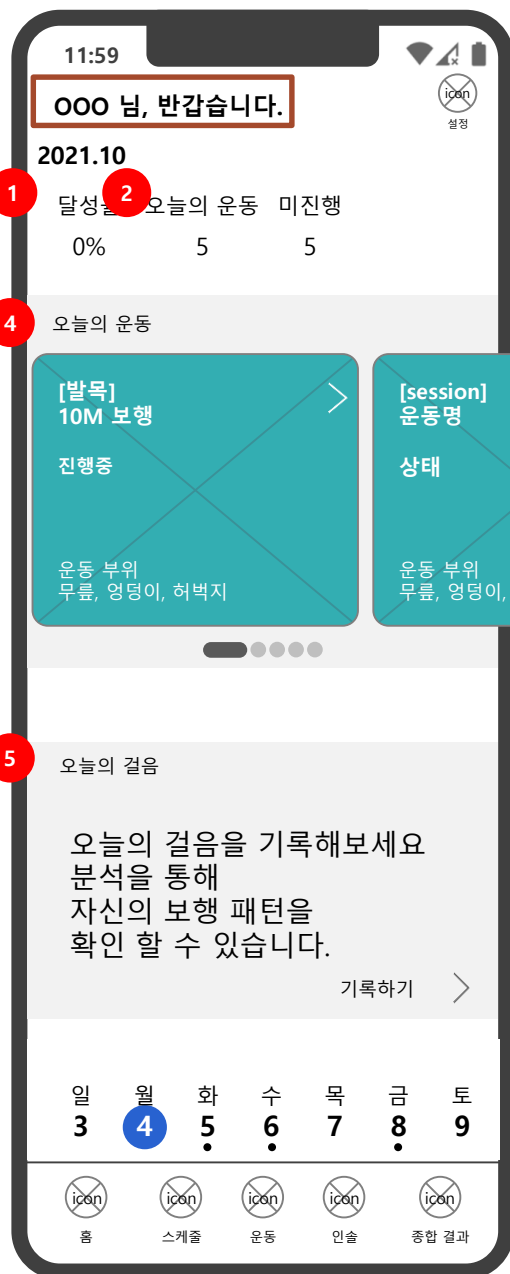 11:59
OOO 님, 반갑습니다.
icon
설정
2021.10
1
2
오늘의 운동 미진행
0% 5 5
4
오늘의 운동
[발목]
10M 보행
진행중
운동 부위
무릎, 엉덩이, 허벅지
[session]
운동명
상태
운동 부위
무릎, 엉덩이,
5
오늘의 걸음
오늘의 걸음을 기록해보세요
분석을 통해
자신의 보행 패턴을
확인 할 수 있습니다.
기록하기
일 월 화 수 목 금 토
3 4 5 6 7 8 9
icon icon icon icon icon
홈 스케줄 운동 인솔 종합 결과